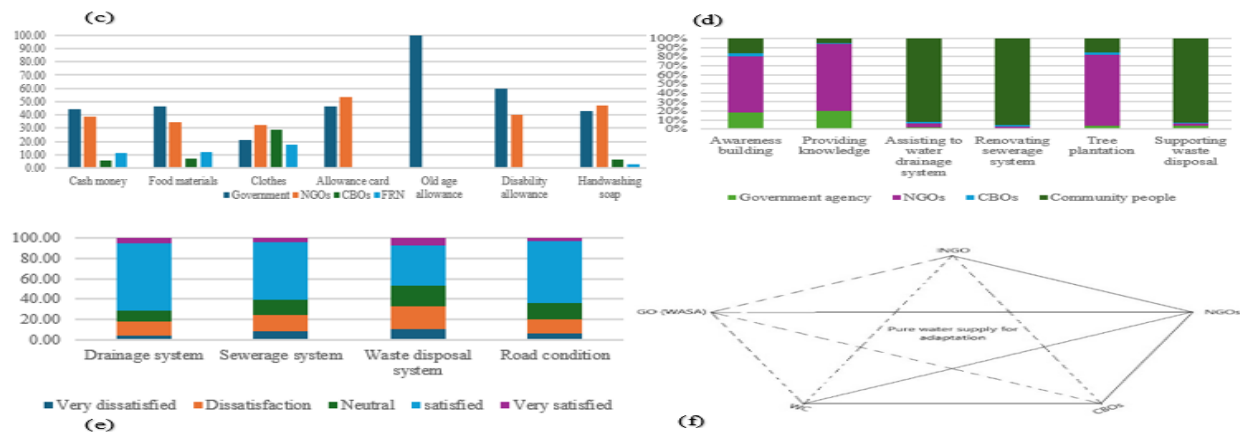 (c)
100.00
90.00
80.00
70.00
60.00
50.00
40.00
30.00
20.00
10.00
0.00
Cash money
Food materials
Clothes
Allowance card
Old age
allowance
Disability
allowance
Handwashing
soap
Government
NGOs
CBOs
FRN
(d)
100%
90%
80%
70%
60%
50%
40%
30%
20%
10%
0%
Awareness
building
Providing
knowledge
Assisting to
water
drainage
system
Renovating
sewerage
system
Tree
plantation
Supporting
waste
disposal
Government agency
NGOs
CBOs
Community people
100.00
80.00
60.00
40.00
20.00
0.00
Drainage system
Sewerage system
Waste disposal
system
Road condition
Very dissatisfied
Dissatisfaction
Neutral
satisfied
Very satisfied
(e)
INGO
GO (WASA)
NGOs
Pure water supply for
adaptation
WC
CBOs
(f)